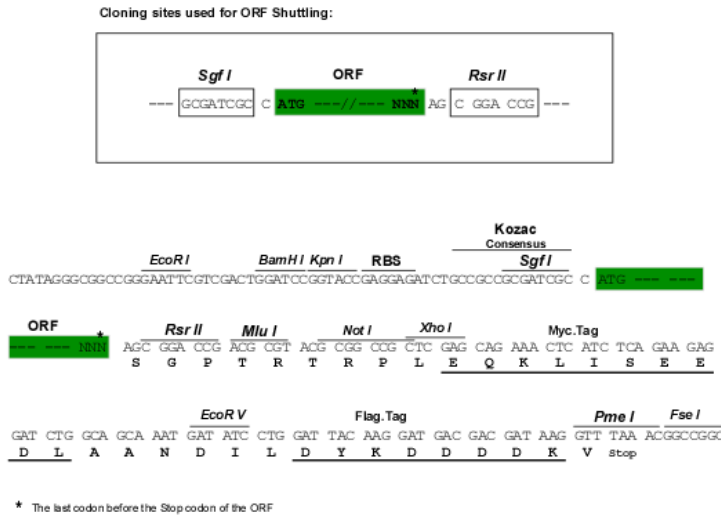 Cloning sites used for ORF Shuttling:
Sgf I ORF Rsr II
*
--- GCGATCGC C ATG ---//--- NNN AG C GGA CCG ---
Kozac
Consensus
EcoR I BamH I Kpn I RBS Sgf I
CTATAGGGCGGCCGGGAATTCGTCGACTGGATCCGGTACCGAGGAGATCTGCCGCCGCGATCGC C ATG --- ---
ORF * Rsr II Mlu I Not I Xho I Myc.Tag
--- --- NNN AGC GGA CCG ACG CGT ACG CGG CCG CTC GAG CAG AAA CTC ATC TCA GAA GAG
S G P T R T R P L E Q K L I S E E
EcoR V Flag.Tag Pme I Fse I
GAT CTG GCA GCA AAT GAT ATC CTG GAT TAC AAG GAT GAC GAC GAT AAG GTT TAA ACGGCCGGC
D L A A N D I L D Y K D D D D K V Stop
* The last codon before the Stop codon of the ORF